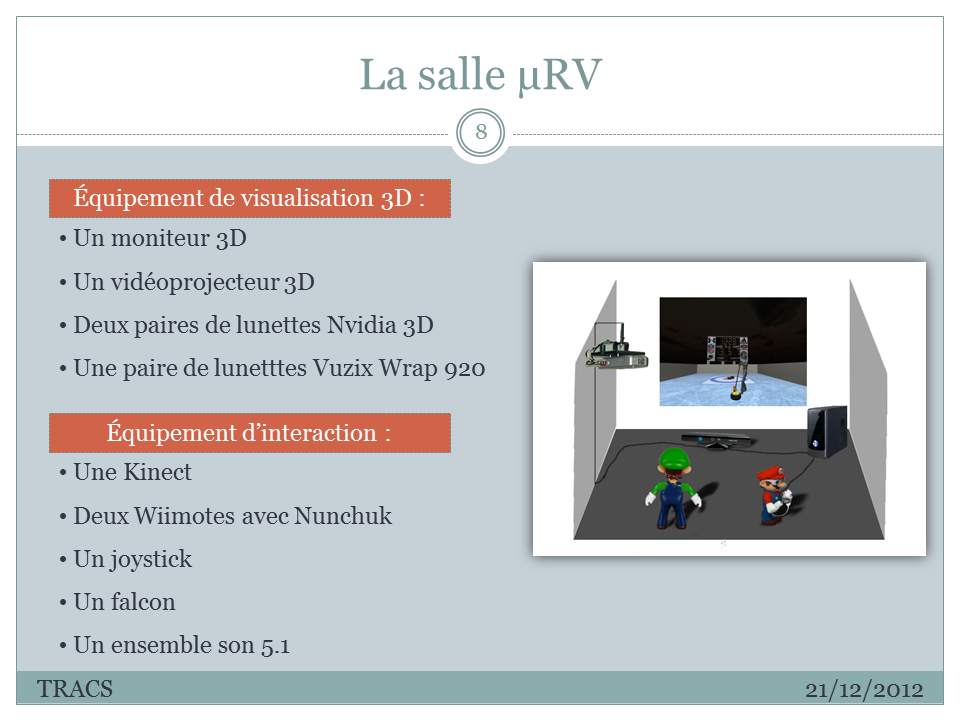 La salle µRV
8
Équipement de visualisation 3D :
• Un moniteur 3D
• Un vidéoprojecteur 3D
• Deux paires de lunettes Nvidia 3D
• Une paire de lunetttes Vuzix Wrap 920
Équipement d’interaction :
• Une Kinect
• Deux Wiimotes avec Nunchuk
• Un joystick
• Un falcon
• Un ensemble son 5.1
TRACS
21/12/2012